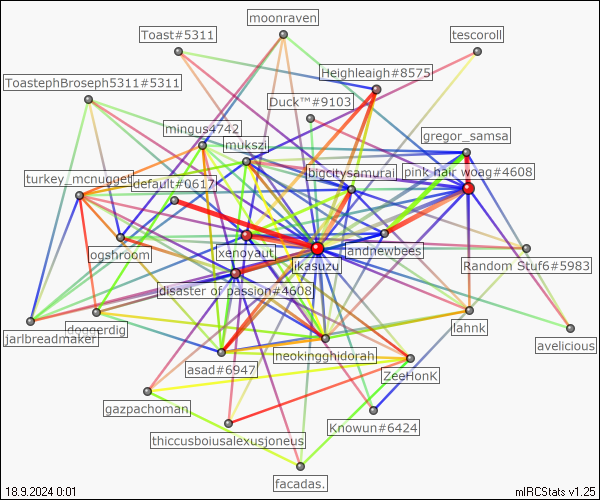 moonraven
Toast#5311
tescoroll
Heighleaigh#8575
ToastephBroseph5311#5311
Duck™#9103
mingus4742
gregor_samsa
mukszi
bigcitysamurai
pink hair woag#4608
turkey_mcnugget
default#0617
ogshroom
xenoyaut
andnewbees
ikasuzu
Random Stuf6#5983
disaster of passion#4608
jarlbreadmaker
doggerdig
lahnk
avelicious
neokingghidorah
asad#6947
ZeeHonK
gazpachoman
Knowun#6424
thiccusboiusalexusjoneus
facadas.
18.9.2024 0:01
mIRCStats v1.25